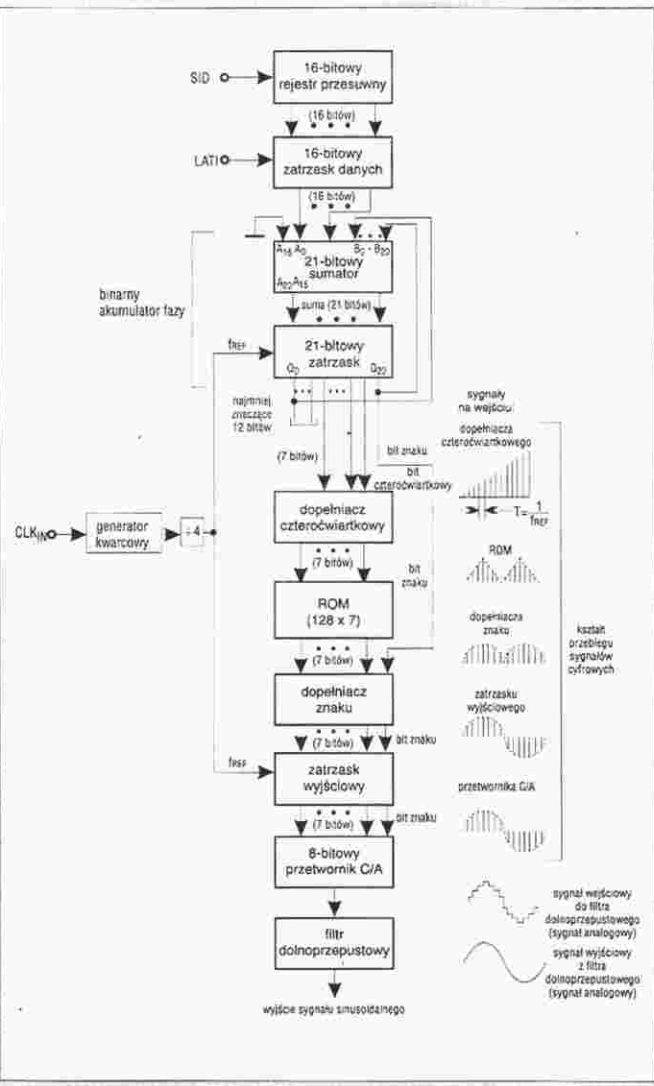 SID
16-bitowy
rejestr przesuwny
(16 bitów)
LATI
16-bitowy
zatrzask danych
(16 bitów)
A16 A0
B0 - B20
21-bitowy
sumator
A20 A15
binarny
akumulator fazy
suma (21 bitów)
fREF
21-bitowy
zatrzask
Q0
Q20
najmniej
znaczące
12 bitów
(7 bitów)
bit znaku
bit
czteroćwiartkowy
sygnały
na wejściu:
dopełniacza
czteroćwiartkowego
T = 1/fREF
CLKIN
generator
kwarcowy
÷4
dopełniacz
czteroćwiartkowy
(7 bitów)
bit
znaku
ROM
ROM
(128 x 7)
(7 bitów)
dopełniacza
znaku
kształt
przebiegu
sygnałów
cyfrowych
dopełniacz
znaku
(7 bitów)
bit znaku
zatrzasku
wyjściowego
fREF
zatrzask
wyjściowy
(7 bitów)
bit znaku
przetwornika C/A
8-bitowy
przetwornik C/A
filtr
dolnoprzepustowy
sygnał wejściowy
do filtra
dolnoprzepustowego
(sygnał analogowy)
sygnał wyjściowy
z filtra
dolnoprzepustowego
(sygnał analogowy)
wyjście sygnału sinusoidalnego